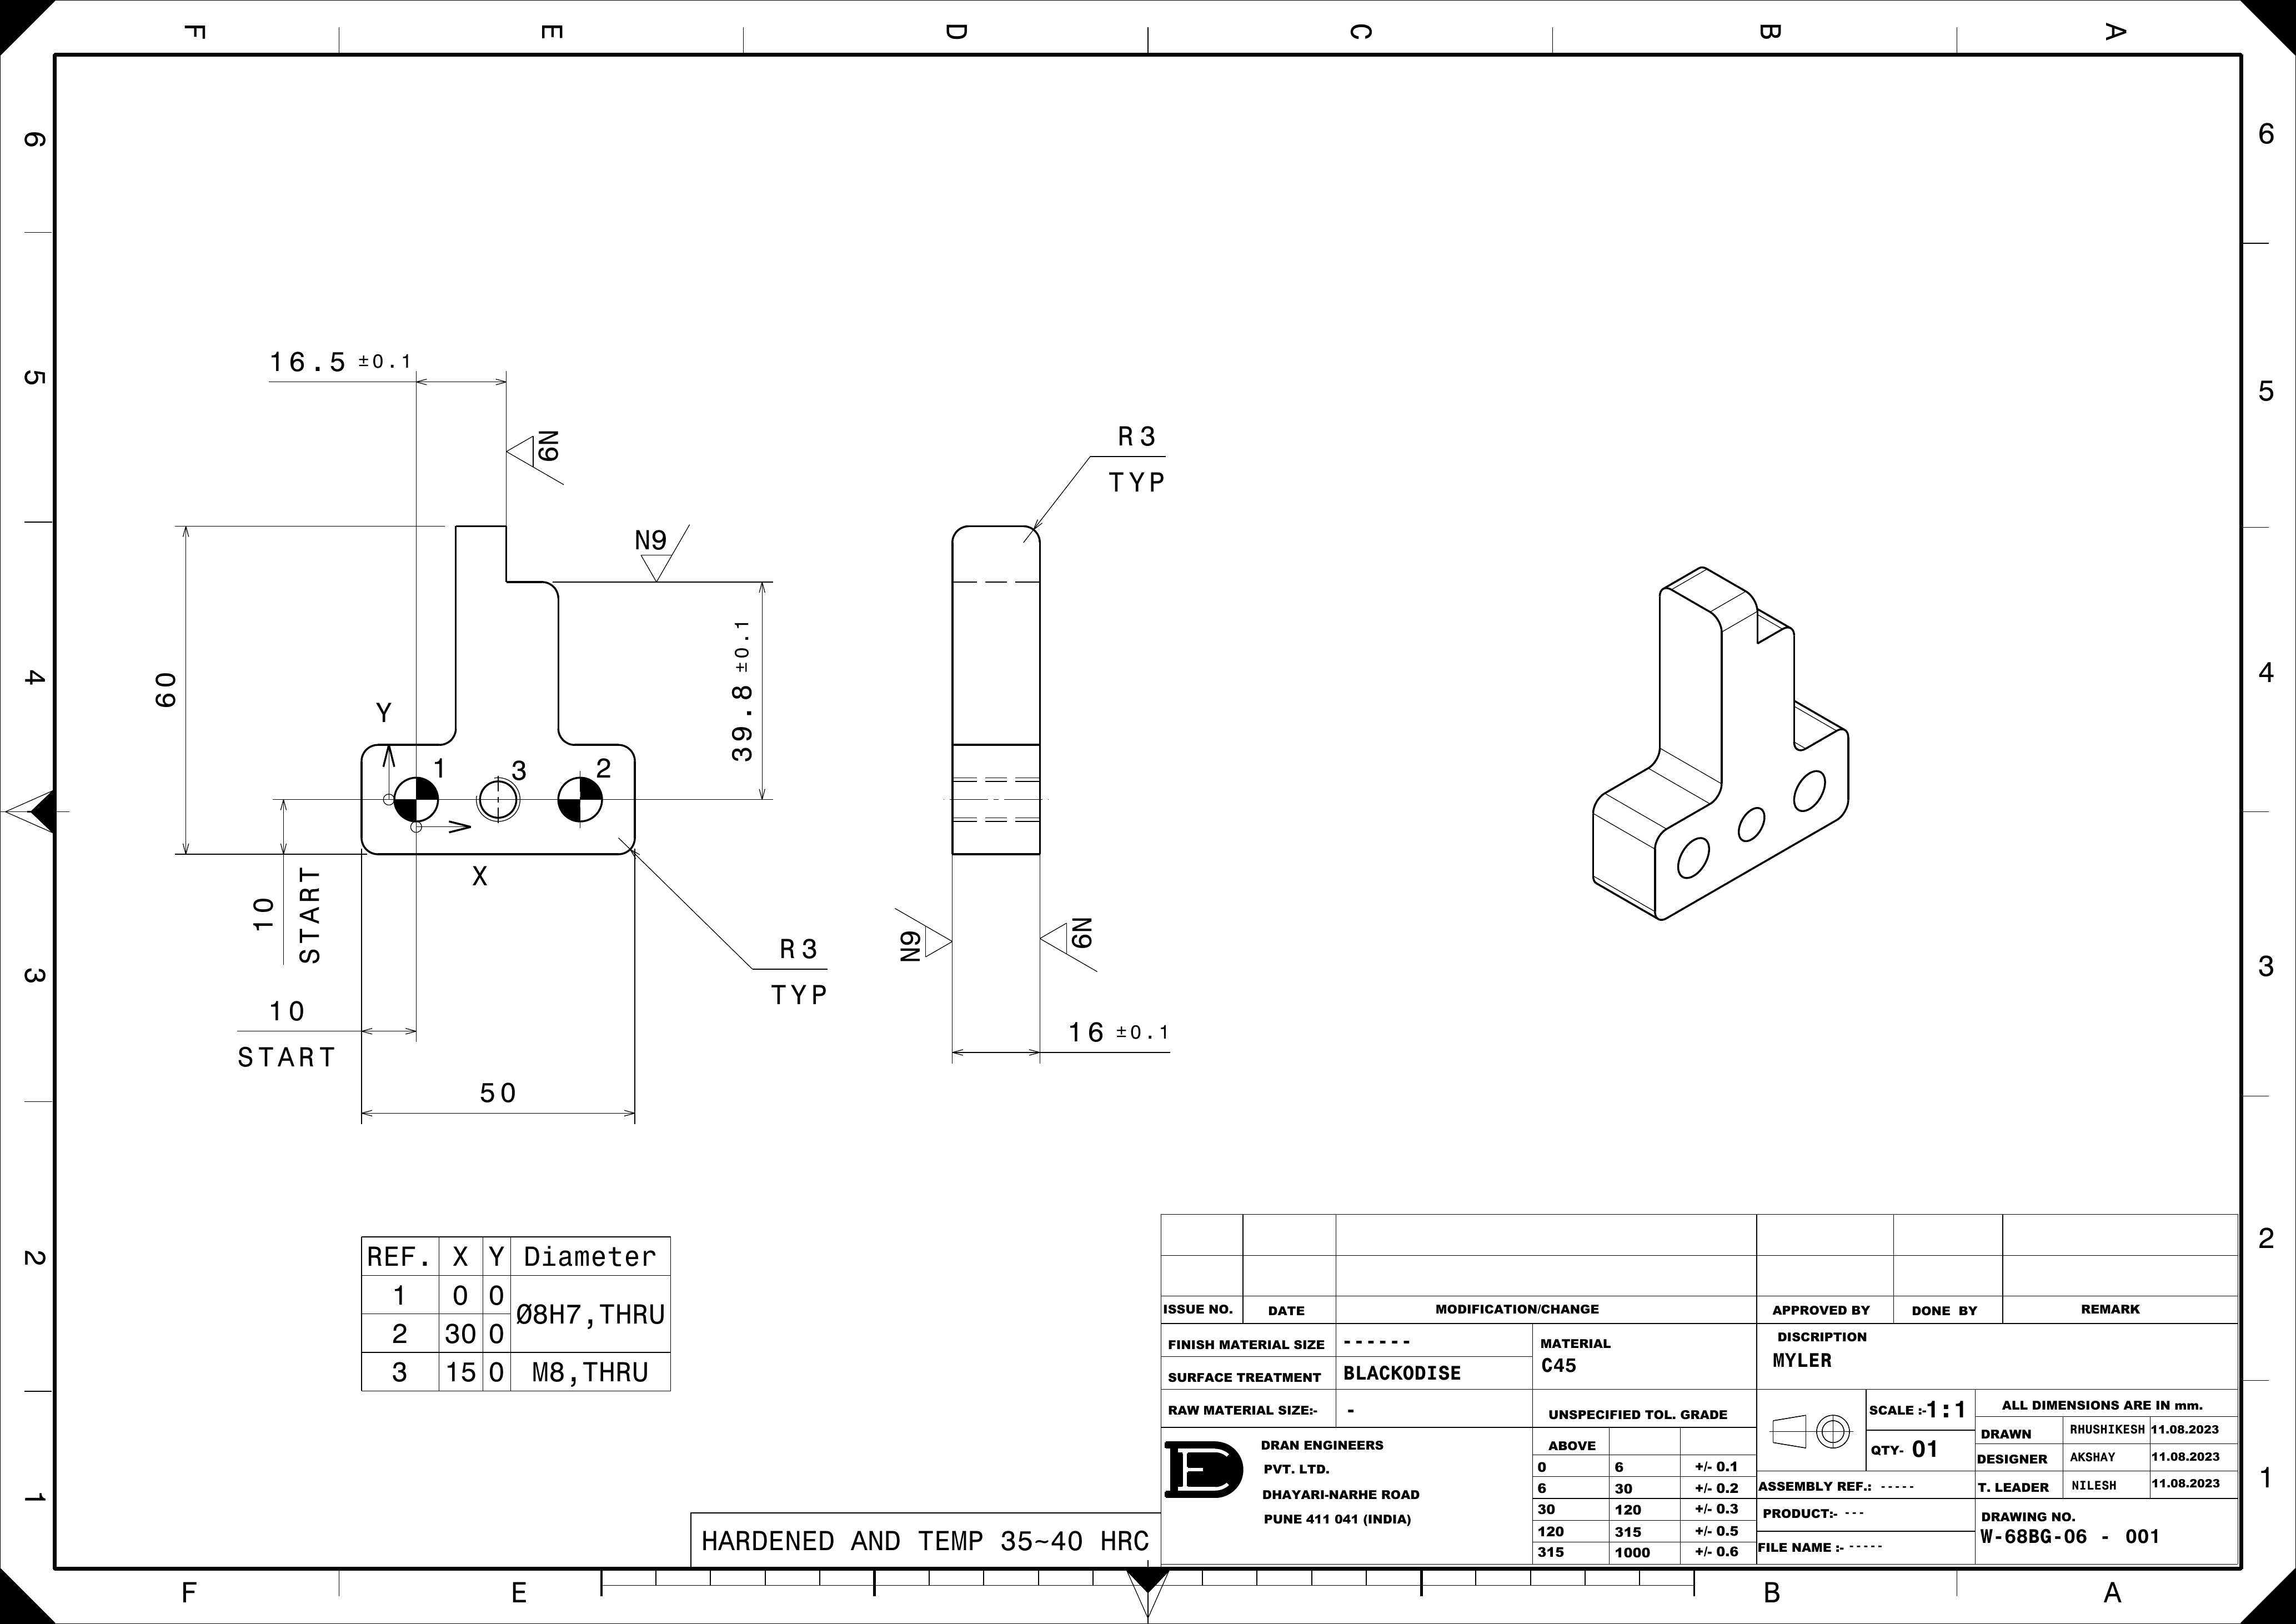 F E D C B A
6 6
5 5
4 4
3 3
2 2
1 1
16.5 ±0.1
N9
N9
R3
TYP
60
39.8 ±0.1
Y
1 3 2
X
10
START
10
START
R3
TYP
N9 N9
16 ±0.1
50
REF. X Y Diameter
1 0 0 Ø8H7,THRU
2 30 0
3 15 0 M8,THRU
HARDENED AND TEMP 35~40 HRC
ISSUE NO. DATE MODIFICATION/CHANGE APPROVED BY DONE BY REMARK
FINISH MATERIAL SIZE ------
SURFACE TREATMENT BLACKODISE
RAW MATERIAL SIZE:- -
MATERIAL
C45
DISCRIPTION
MYLER
UNSPECIFIED TOL. GRADE
ABOVE
0 6 +/- 0.1
6 30 +/- 0.2
30 120 +/- 0.3
120 315 +/- 0.5
315 1000 +/- 0.6
DRAN ENGINEERS
PVT. LTD.
DHAYARI-NARHE ROAD
PUNE 411 041 (INDIA)
SCALE :-1:1
QTY- 01
ALL DIMENSIONS ARE IN mm.
DRAWN RHUSHIKESH 11.08.2023
DESIGNER AKSHAY 11.08.2023
T. LEADER NILESH 11.08.2023
ASSEMBLY REF.: -----
PRODUCT:- ---
FILE NAME :- -----
DRAWING NO.
W-68BG-06 - 001
F E B A